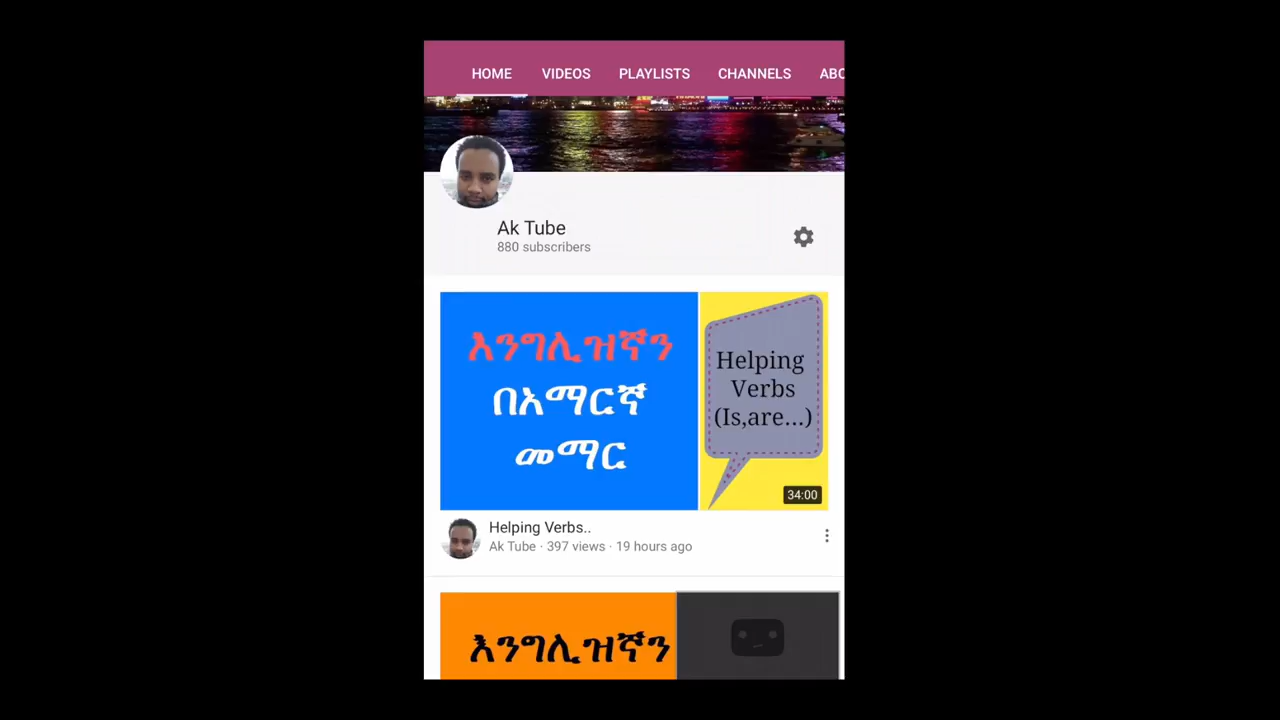 HOME VIDEOS PLAYLISTS CHANNELS ABO
Ak Tube
880 subscribers
እንግሊዝኛን
በአማርኛ
መማር
Helping
Verbs
(Is,are...)
34:00
Helping Verbs..
Ak Tube · 397 views · 19 hours ago
እንግሊዝኛን